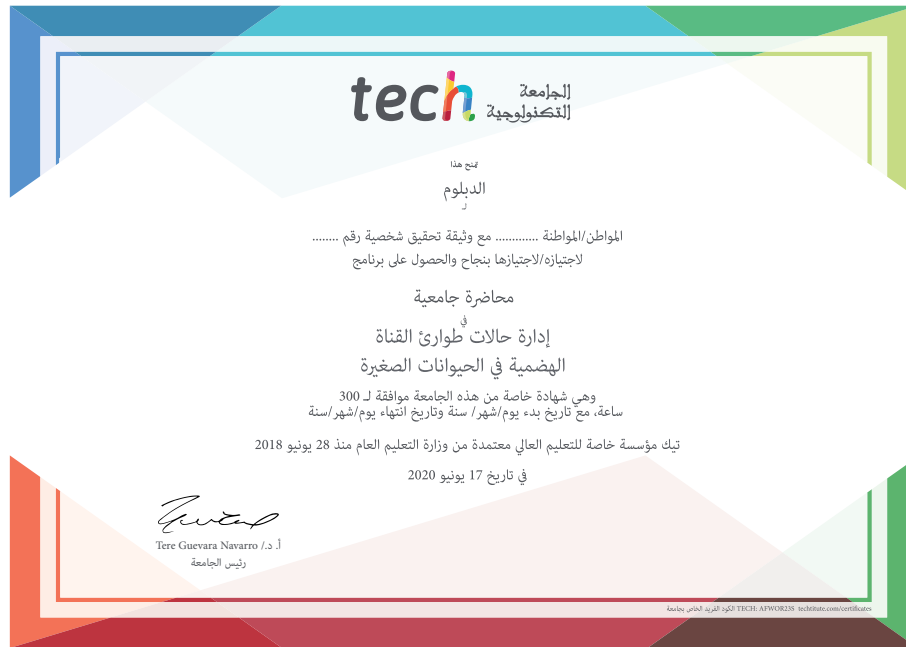 tech الجامعة
التكنولوجية
تمنح هذا
الدبلوم
لـ
المواطن/المواطنة ............. مع وثيقة تحقيق شخصية رقم ........
لاجتيازه/لاجتيازها بنجاح والحصول على برنامج
محاضرة جامعية
في
إدارة حالات طوارئ القناة
الهضمية في الحيوانات الصغيرة
وهي شهادة خاصة من هذه الجامعة موافقة لـ 300
ساعة، مع تاريخ بدء يوم/شهر/ سنة وتاريخ انتهاء يوم/شهر/سنة
تيك مؤسسة خاصة للتعليم العالي معتمدة من وزارة التعليم العام منذ 28 يونيو 2018
في تاريخ 17 يونيو 2020
أ. د./ Tere Guevara Navarro
رئيس الجامعة
الكود الفريد الخاص بجامعة TECH: AFWOR23S techtitute.com/certificates